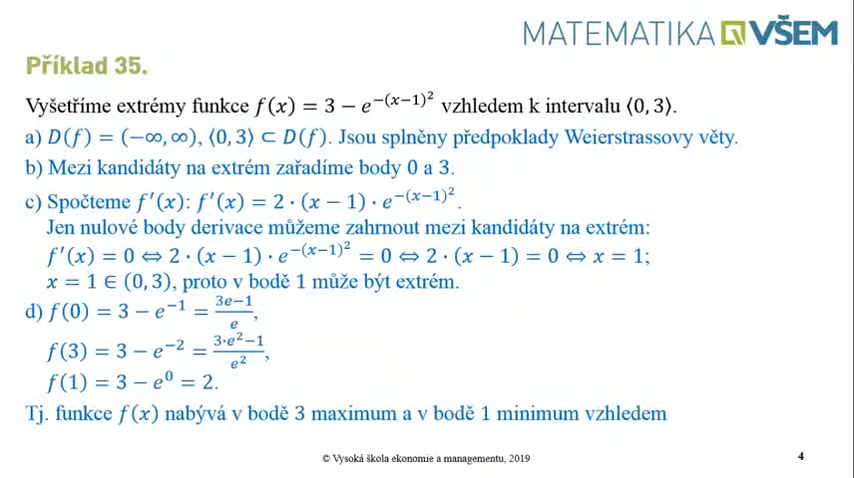 MATEMATIKA VŠEM
Příklad 35.
Vyšetříme extrémy funkce f(x) = 3 − e^{−(x−1)^2} vzhledem k intervalu ⟨0, 3⟩.
a) D(f) = (−∞, ∞), ⟨0, 3⟩ ⊂ D(f). Jsou splněny předpoklady Weierstrassovy věty.
b) Mezi kandidáty na extrém zařadíme body 0 a 3.
c) Spočteme f′(x): f′(x) = 2 · (x − 1) · e^{−(x−1)^2}.
Jen nulové body derivace můžeme zahrnout mezi kandidáty na extrém:
f′(x) = 0 ⇔ 2 · (x − 1) · e^{−(x−1)^2} = 0 ⇔ 2 · (x − 1) = 0 ⇔ x = 1;
x = 1 ∈ (0, 3), proto v bodě 1 může být extrém.
d) f(0) = 3 − e^{−1} = \frac{3e−1}{e},
f(3) = 3 − e^{−2} = \frac{3·e^2−1}{e^2},
f(1) = 3 − e^0 = 2.
Tj. funkce f(x) nabývá v bodě 3 maximum a v bodě 1 minimum vzhledem
© Vysoká škola ekonomie a managementu, 2019
4